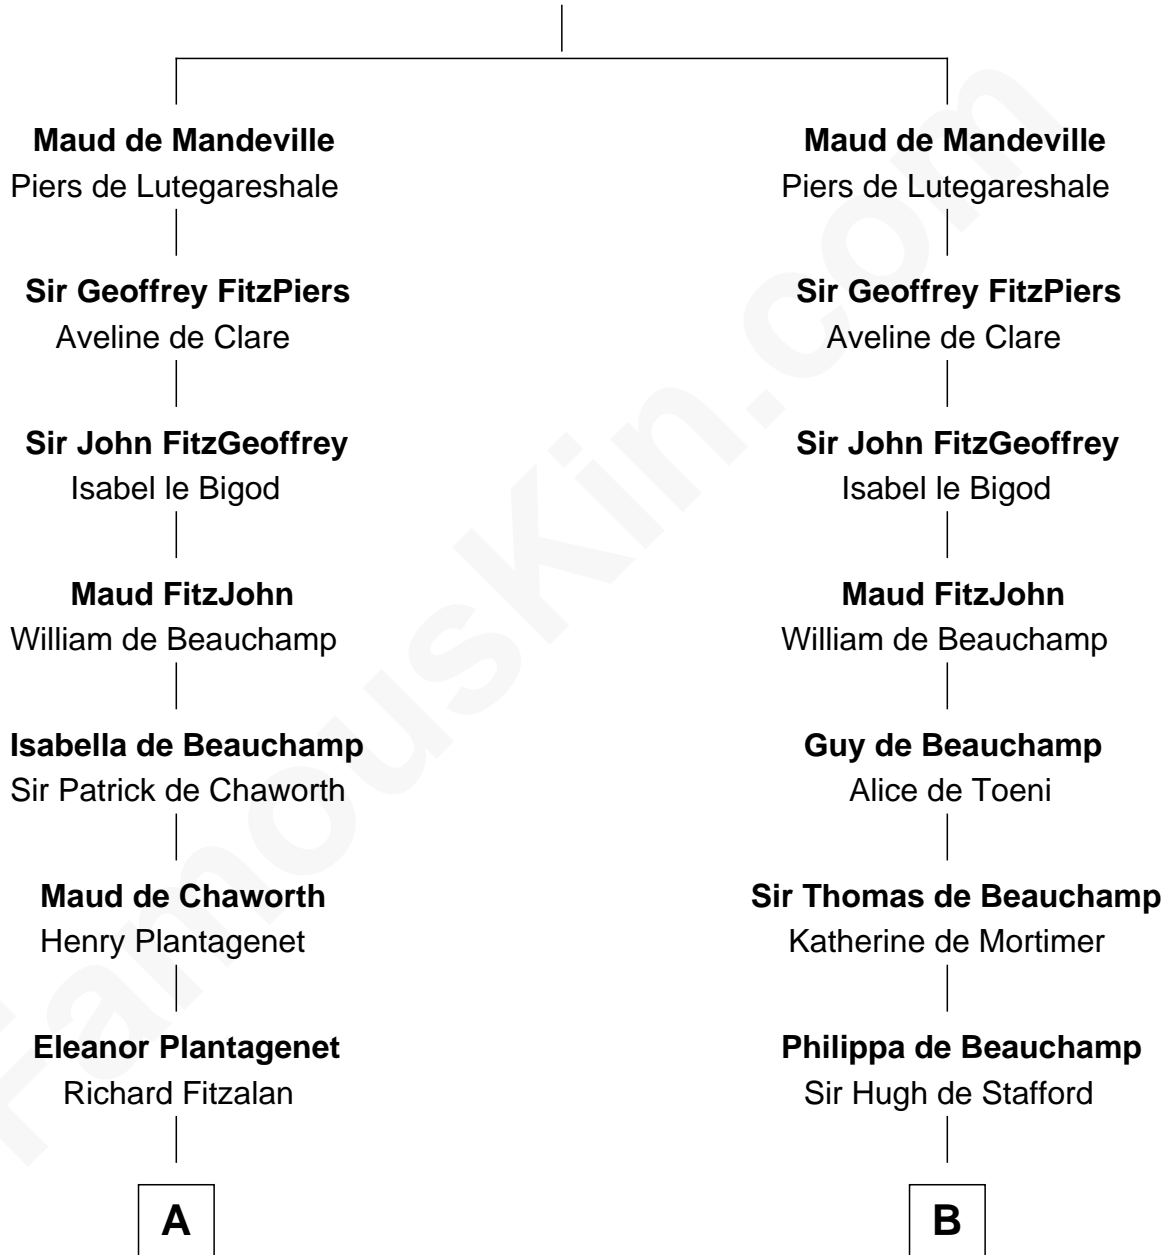 Maud de Mandeville
Piers de Lutegareshale
Sir Geoffrey FitzPiers
Aveline de Clare
Sir John FitzGeoffrey
Isabel le Bigod
Maud FitzJohn
William de Beauchamp
Isabella de Beauchamp
Sir Patrick de Chaworth
Maud de Chaworth
Henry Plantagenet
Eleanor Plantagenet
Richard Fitzalan
A
Maud de Mandeville
Piers de Lutegareshale
Sir Geoffrey FitzPiers
Aveline de Clare
Sir John FitzGeoffrey
Isabel le Bigod
Maud FitzJohn
William de Beauchamp
Guy de Beauchamp
Alice de Toeni
Sir Thomas de Beauchamp
Katherine de Mortimer
Philippa de Beauchamp
Sir Hugh de Stafford
B
FamousKin.com